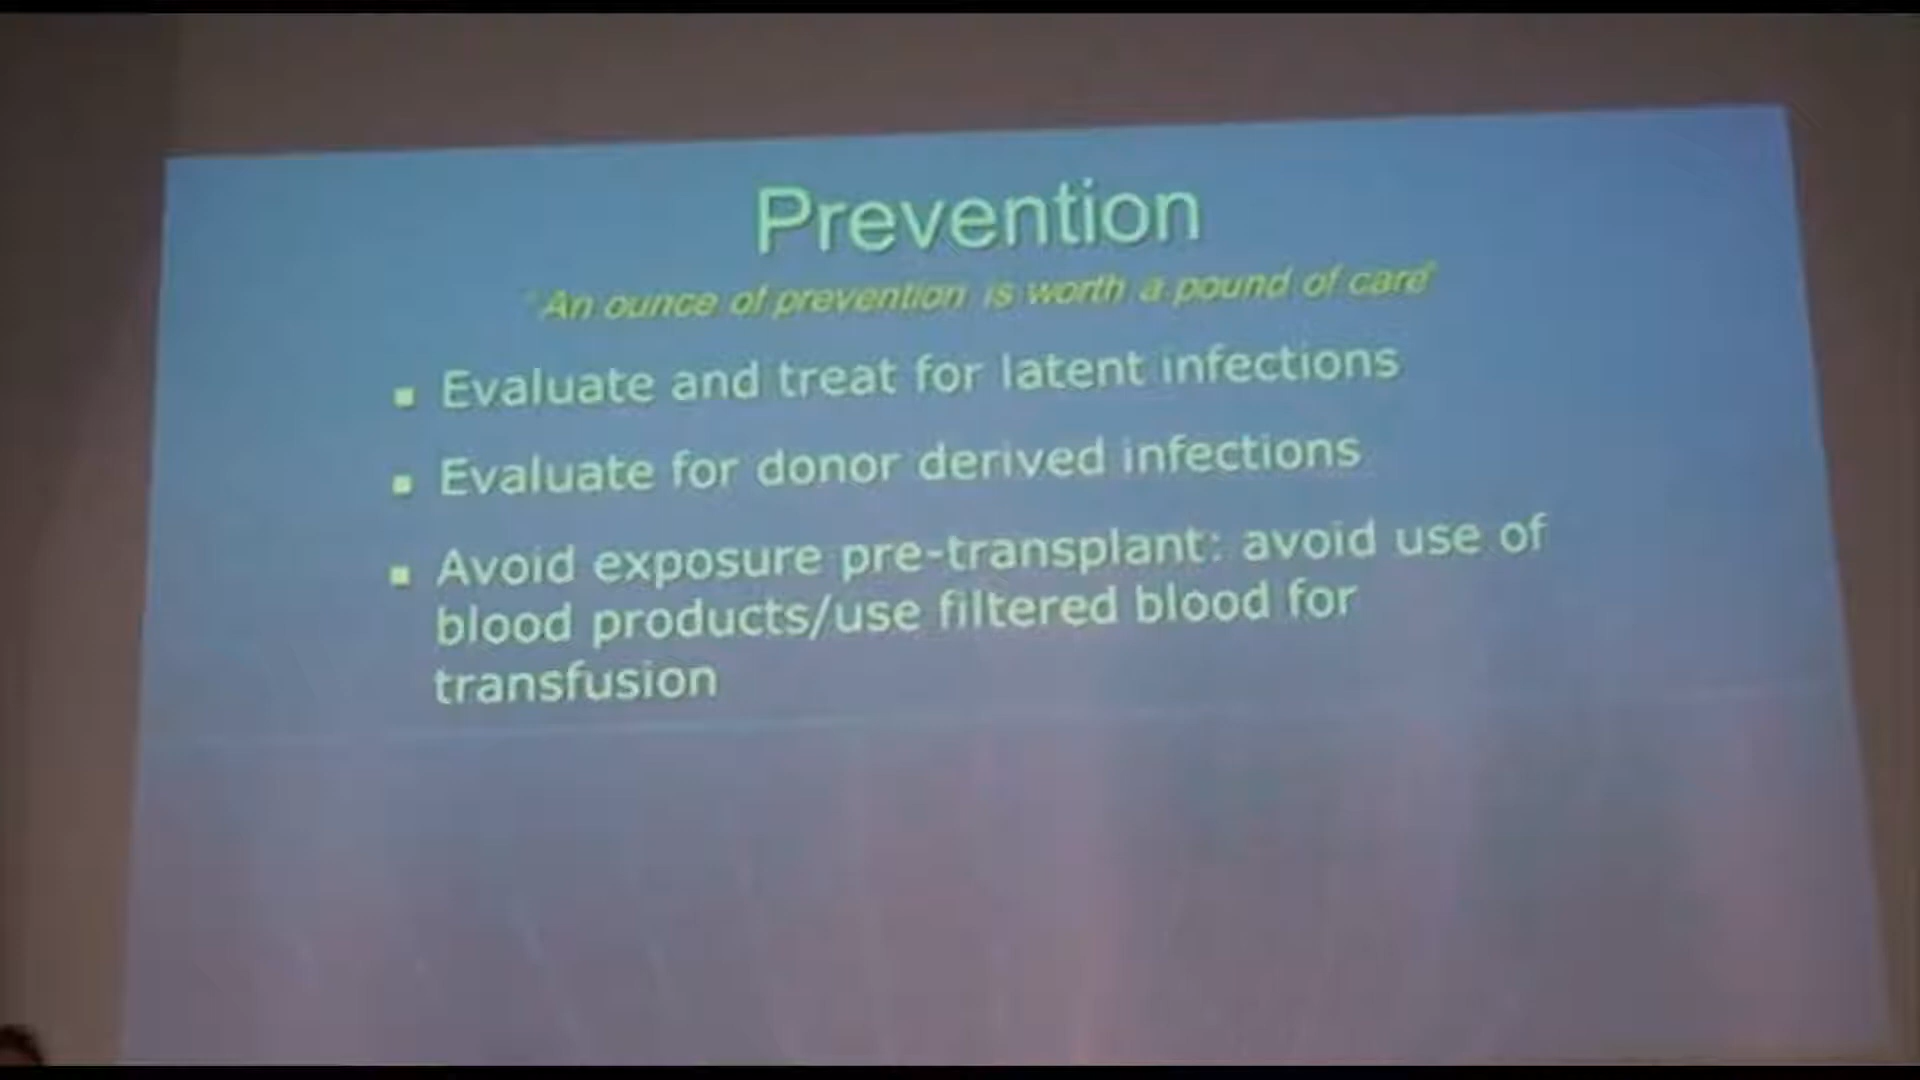 Prevention
"An ounce of prevention is worth a pound of care"
▪ Evaluate and treat for latent infections
▪ Evaluate for donor derived infections
▪ Avoid exposure pre-transplant: avoid use of
blood products/use filtered blood for
transfusion